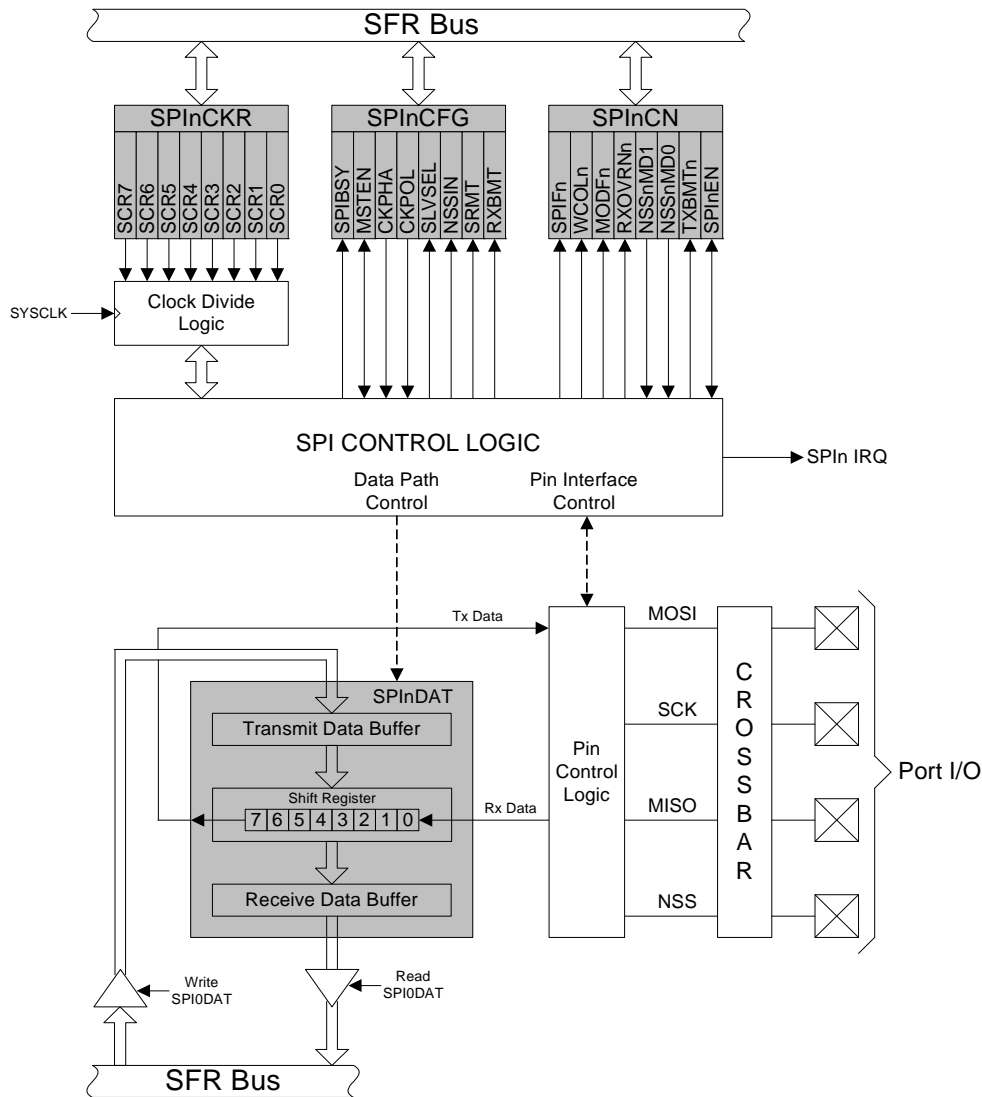 SFR Bus
SPInCKR
SCR7
SCR6
SCR5
SCR4
SCR3
SCR2
SCR1
SCR0
SPInCFG
SPIBSY
MSTEN
CKPHA
CKPOL
SLVSEL
NSSIN
SRMT
RXBMT
SPInCN
SPIFn
WCOLn
MODFn
RXOVRNn
NSSnMD1
NSSnMD0
TXBMTn
SPInEN
SYSCLK
Clock Divide
Logic
SPI CONTROL LOGIC
Data Path
Control
Pin Interface
Control
SPIn IRQ
Tx Data
SPInDAT
Transmit Data Buffer
Shift Register
7 6 5 4 3 2 1 0
Rx Data
Receive Data Buffer
Pin
Control
Logic
MOSI
SCK
MISO
NSS
CROSSBAR
Port I/O
Write
SPI0DAT
Read
SPI0DAT
SFR Bus